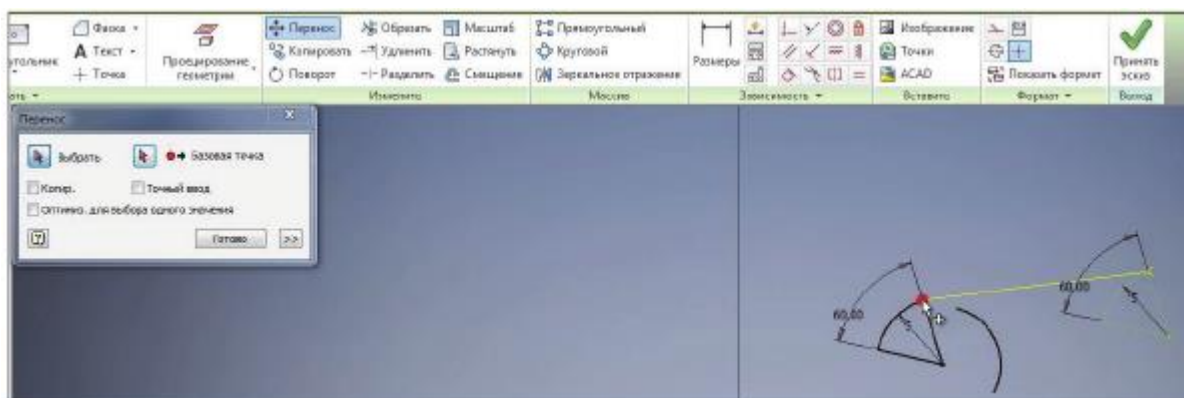 Фаска
Перенос Обрезать Масштаб
Прямоугольный
Изображение
А Текст
Проецирование геометрии
Копировать Удлинить Растянуть
Круговой
Размеры
Точки
Принять эскиз
Точка
Поворот Разделить Смещение
Зеркальное отражение
ACAD
Показать формат
Изменить
Массив
Зависимость
Вставить
Формат
Выход
Перенос
Выбрать
Базовая точка
Копир.
Точный ввод
Оптимиз. для выбора одного значения
Готово >>
60,00
5
60,00
5